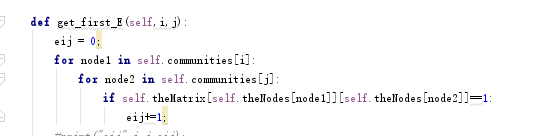 def get_first_E(self,i,j):
eij = 0;
for node1 in self.communities[i]:
for node2 in self.communities[j]:
if self.theMatrix[self.theNodes[node1]][self.theNodes[node2]]==1:
eij+=1;